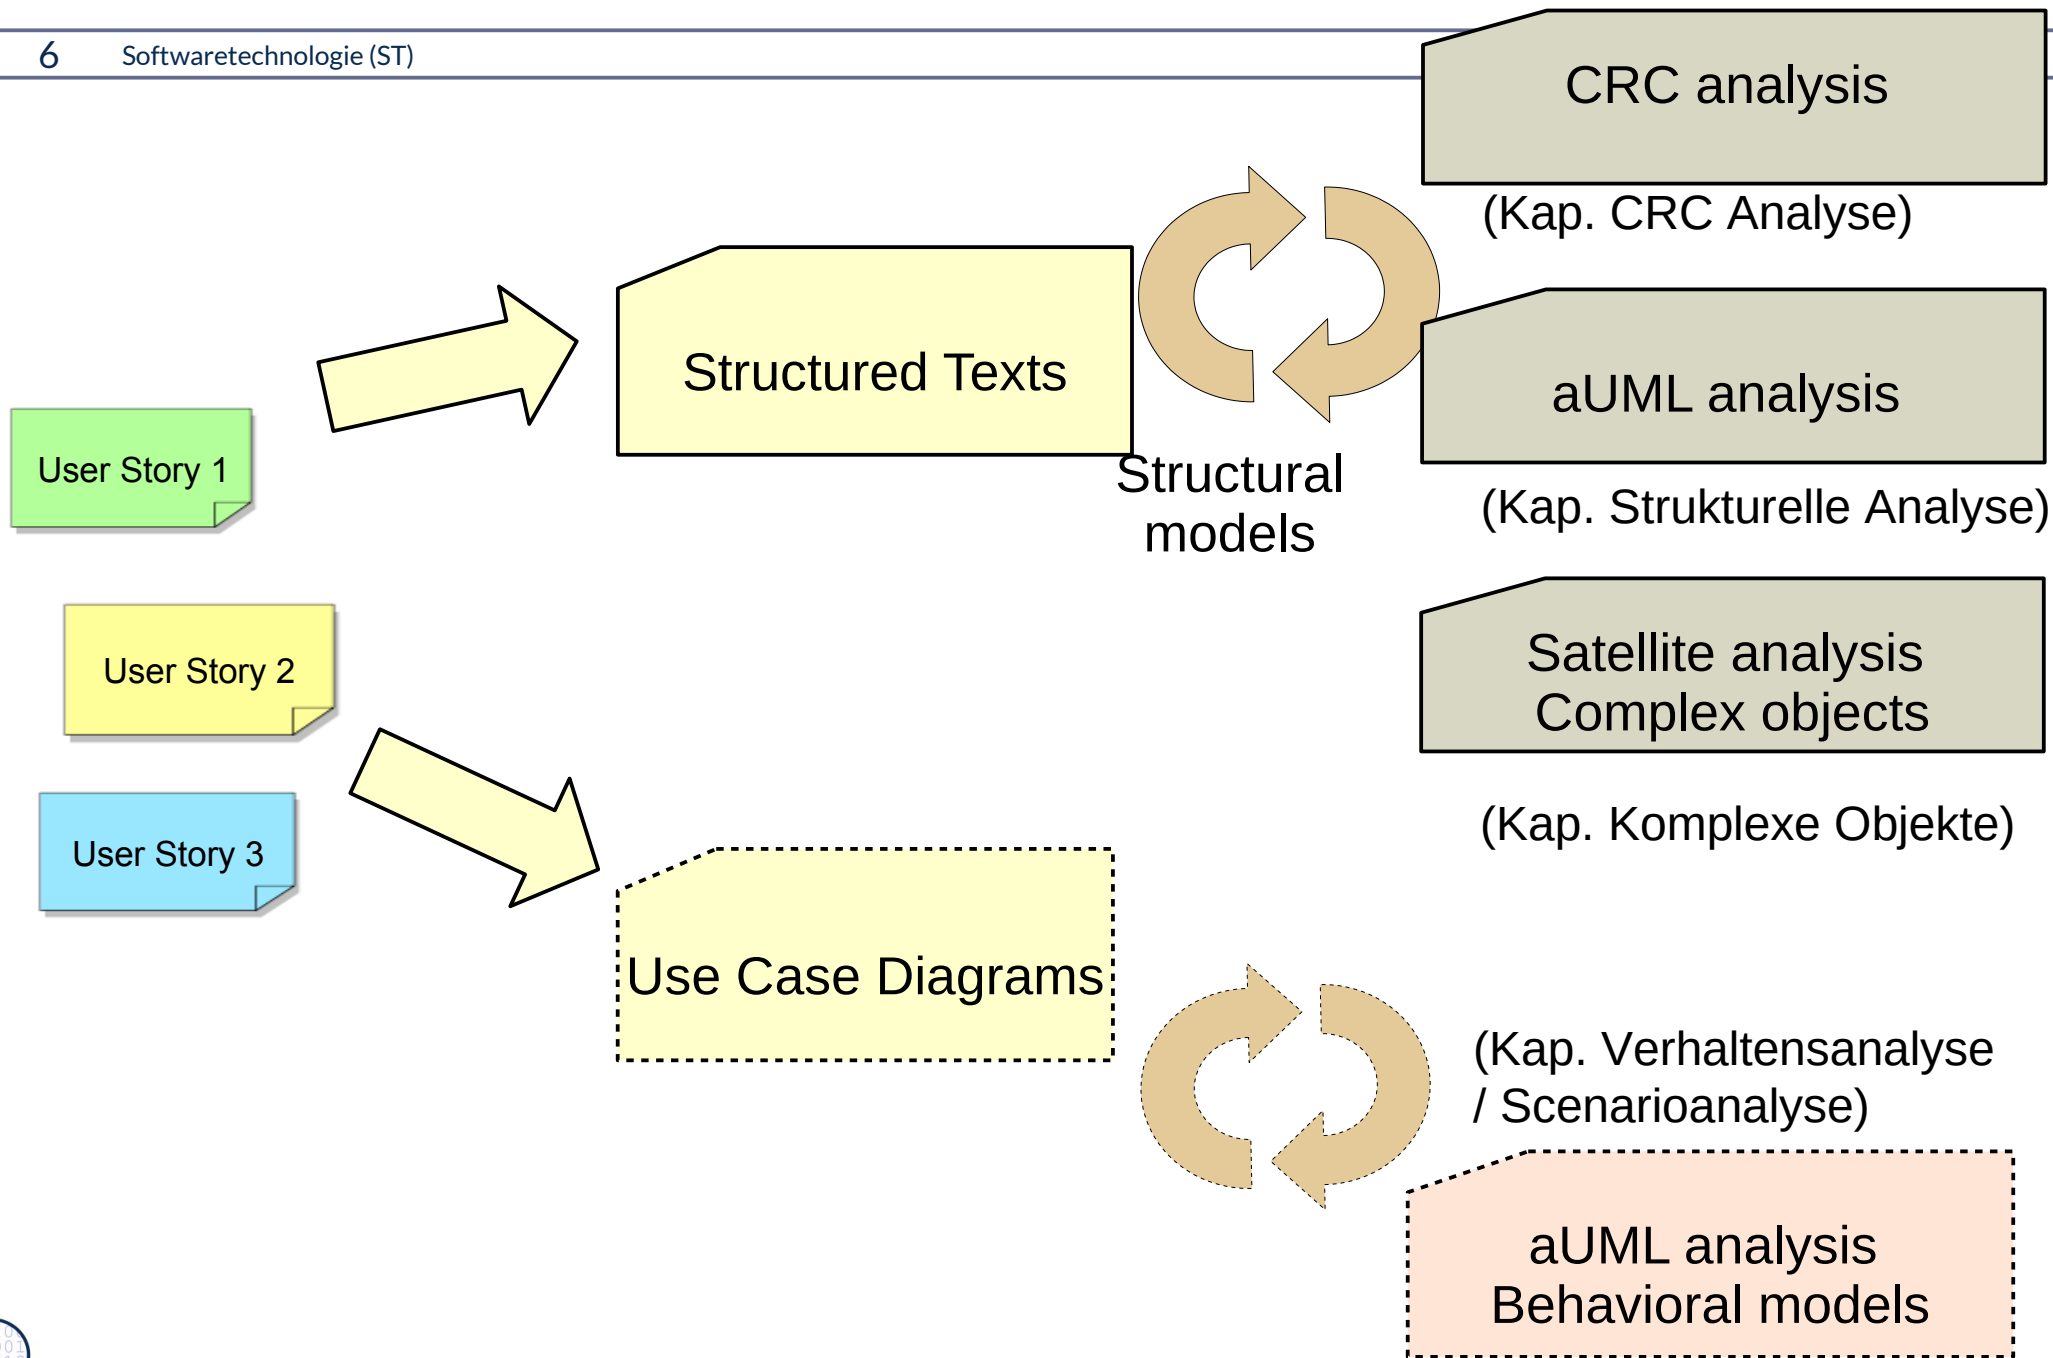 6 Softwaretechnologie (ST)
CRC analysis
(Kap. CRC Analyse)
Structured Texts
aUML analysis
User Story 1
Structural
models
(Kap. Strukturelle Analyse)
User Story 2
Satellite analysis
Complex objects
User Story 3
(Kap. Komplexe Objekte)
Use Case Diagrams
(Kap. Verhaltensanalyse
/ Scenarioanalyse)
aUML analysis
Behavioral models